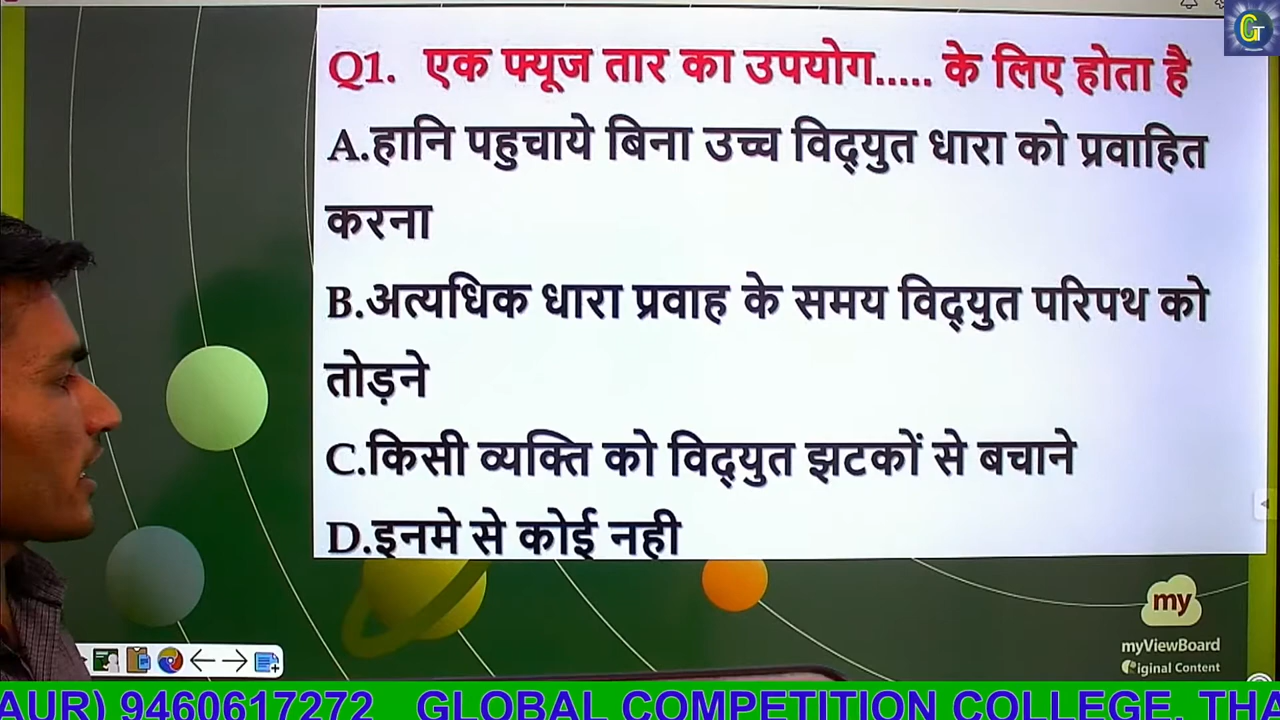 Q1. एक फ्यूज तार का उपयोग..... के लिए होता है
A.हानि पहुचाये बिना उच्च विद्युत धारा को प्रवाहित
करना
B.अत्यधिक धारा प्रवाह के समय विद्युत परिपथ को
तोड़ने
C.किसी व्यक्ति को विद्युत झटकों से बचाने
D.इनमे से कोई नही
my
myViewBoard
iginal Content
AUR) 9460617272 GLOBAL COMPETITION COLLEGE, THA